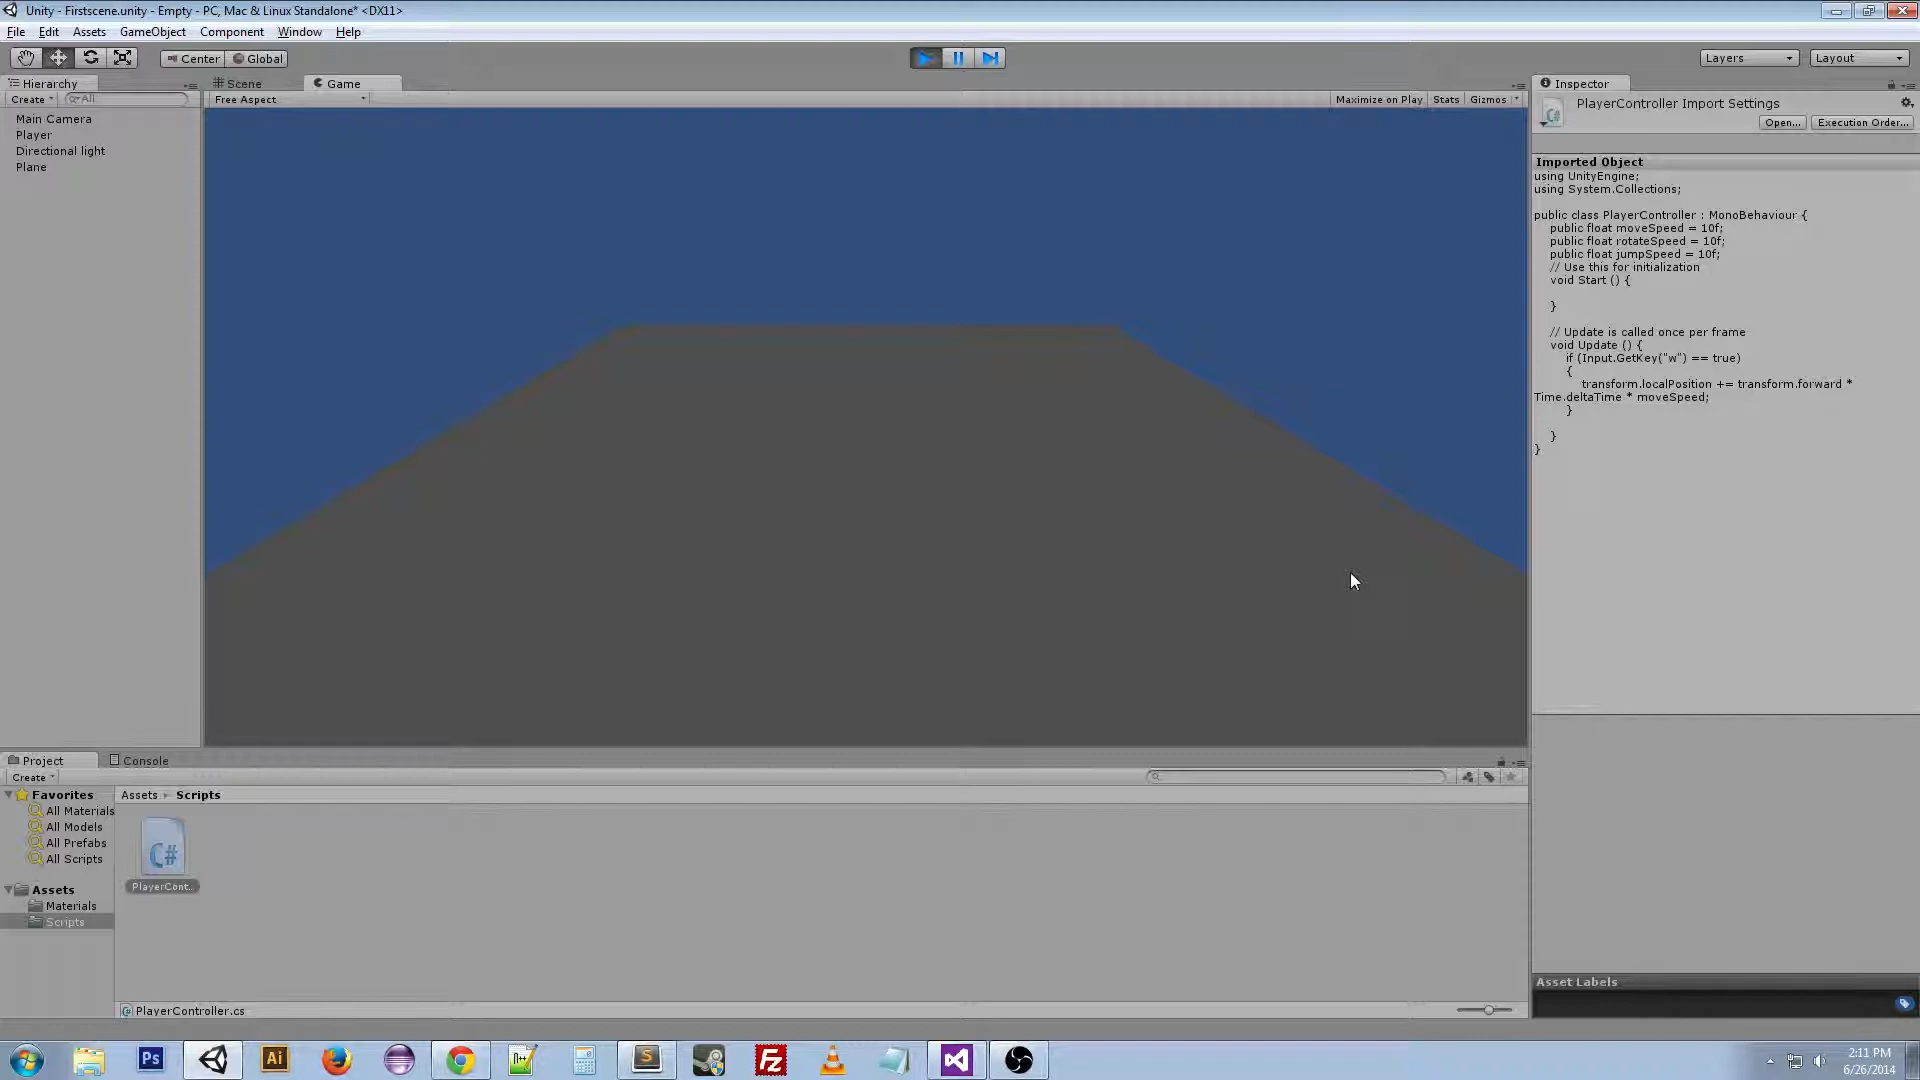 Unity - Firstscene.unity - Empty - PC, Mac & Linux Standalone* <DX11>
File Edit Assets GameObject Component Window Help
Center Global
Layers Layout
Hierarchy
Create All
Main Camera
Player
Directional light
Plane
Scene Game
Free Aspect
Maximize on Play Stats Gizmos
Inspector
PlayerController Import Settings
C#
Open... Execution Order...
Imported Object
using UnityEngine;
using System.Collections;
public class PlayerController : MonoBehaviour {
public float moveSpeed = 10f;
public float rotateSpeed = 10f;
public float jumpSpeed = 10f;
// Use this for initialization
void Start () {
}
// Update is called once per frame
void Update () {
if (Input.GetKey("w") == true)
{
transform.localPosition += transform.forward *
Time.deltaTime * moveSpeed;
}
}
}
Project Console
Create
Favorites
All Materials
All Models
All Prefabs
All Scripts
Assets
Materials
Scripts
Assets Scripts
C#
PlayerCont..
PlayerController.cs
Asset Labels
Ps
Ai
n++
S
Fz
2:11 PM
6/26/2014